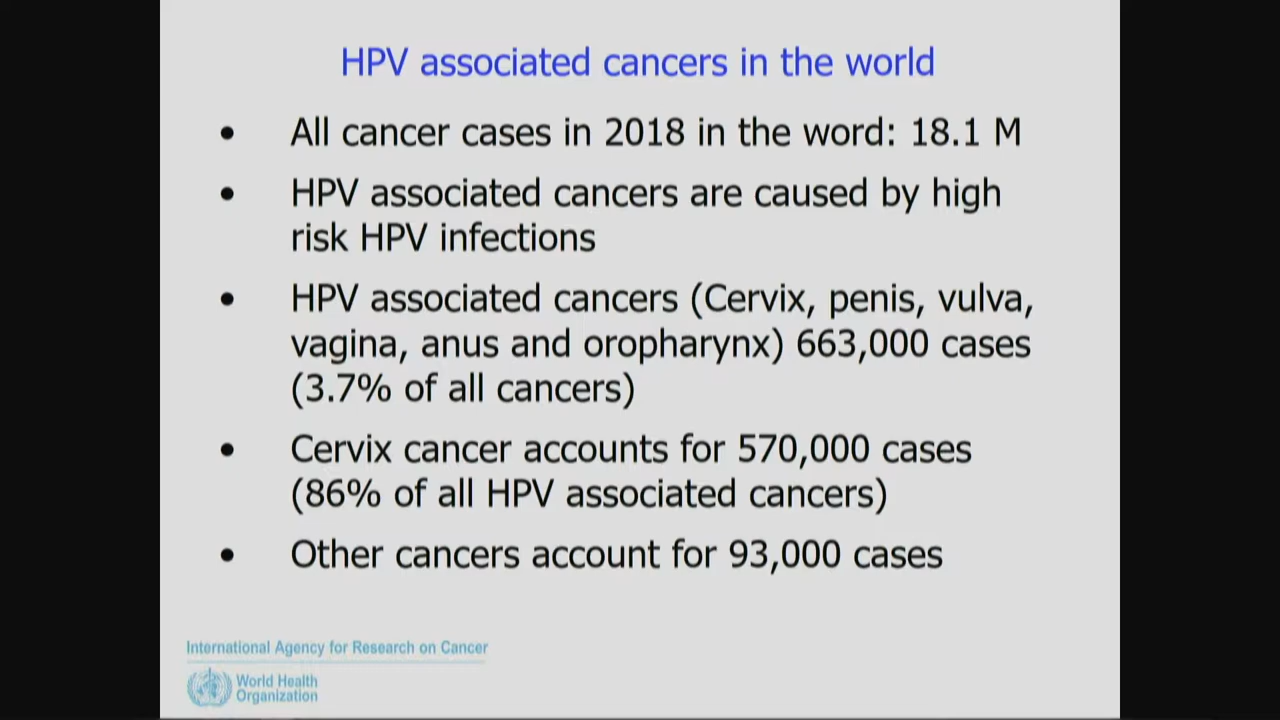 HPV associated cancers in the world
• All cancer cases in 2018 in the word: 18.1 M
• HPV associated cancers are caused by high
risk HPV infections
• HPV associated cancers (Cervix, penis, vulva,
vagina, anus and oropharynx) 663,000 cases
(3.7% of all cancers)
• Cervix cancer accounts for 570,000 cases
(86% of all HPV associated cancers)
• Other cancers account for 93,000 cases
International Agency for Research on Cancer
World Health
Organization